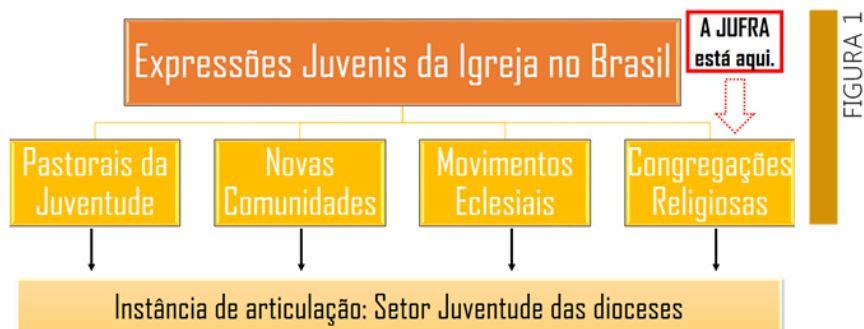 Expressões Juvenis da Igreja no Brasil
A JUFRA
está aqui.
FIGURA 1
Pastorais da
Juventude
Novas
Comunidades
Movimentos
Eclesiais
Congregações
Religiosas
Instância de articulação: Setor Juventude das dioceses